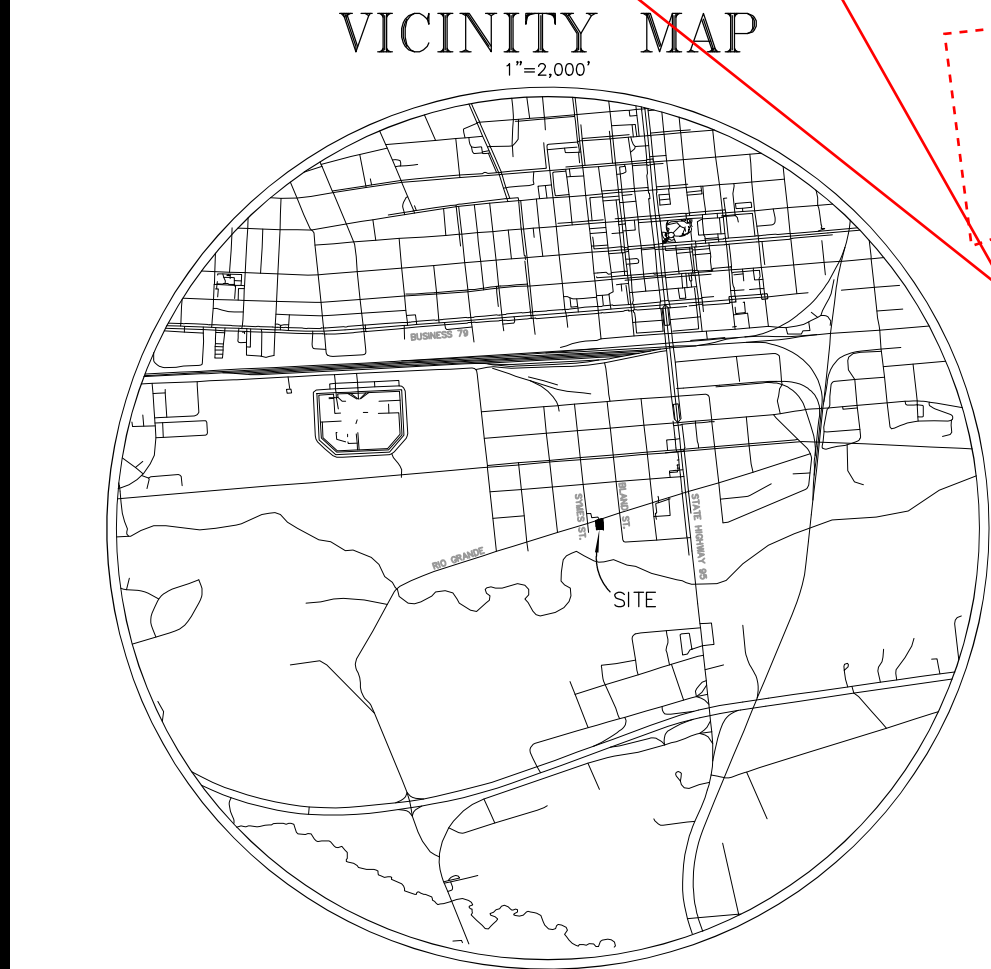 VICINITY MAP
1"=2,000'
BUSINESS 79
SYMES ST.
BLAND ST.
STATE HIGHWAY 95
RIO GRANDE
SITE